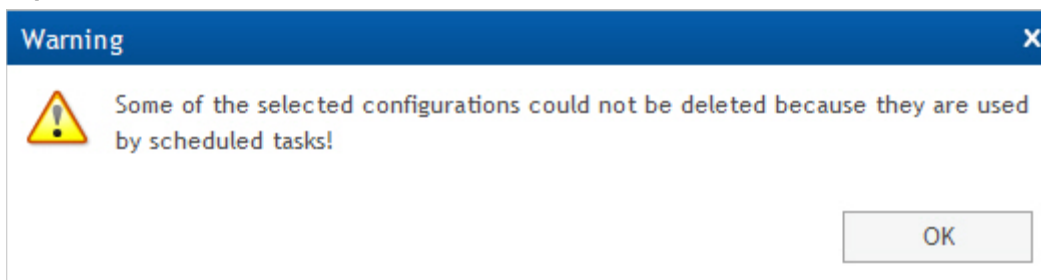 Warning X
Some of the selected configurations could not be deleted because they are used
by scheduled tasks!
OK